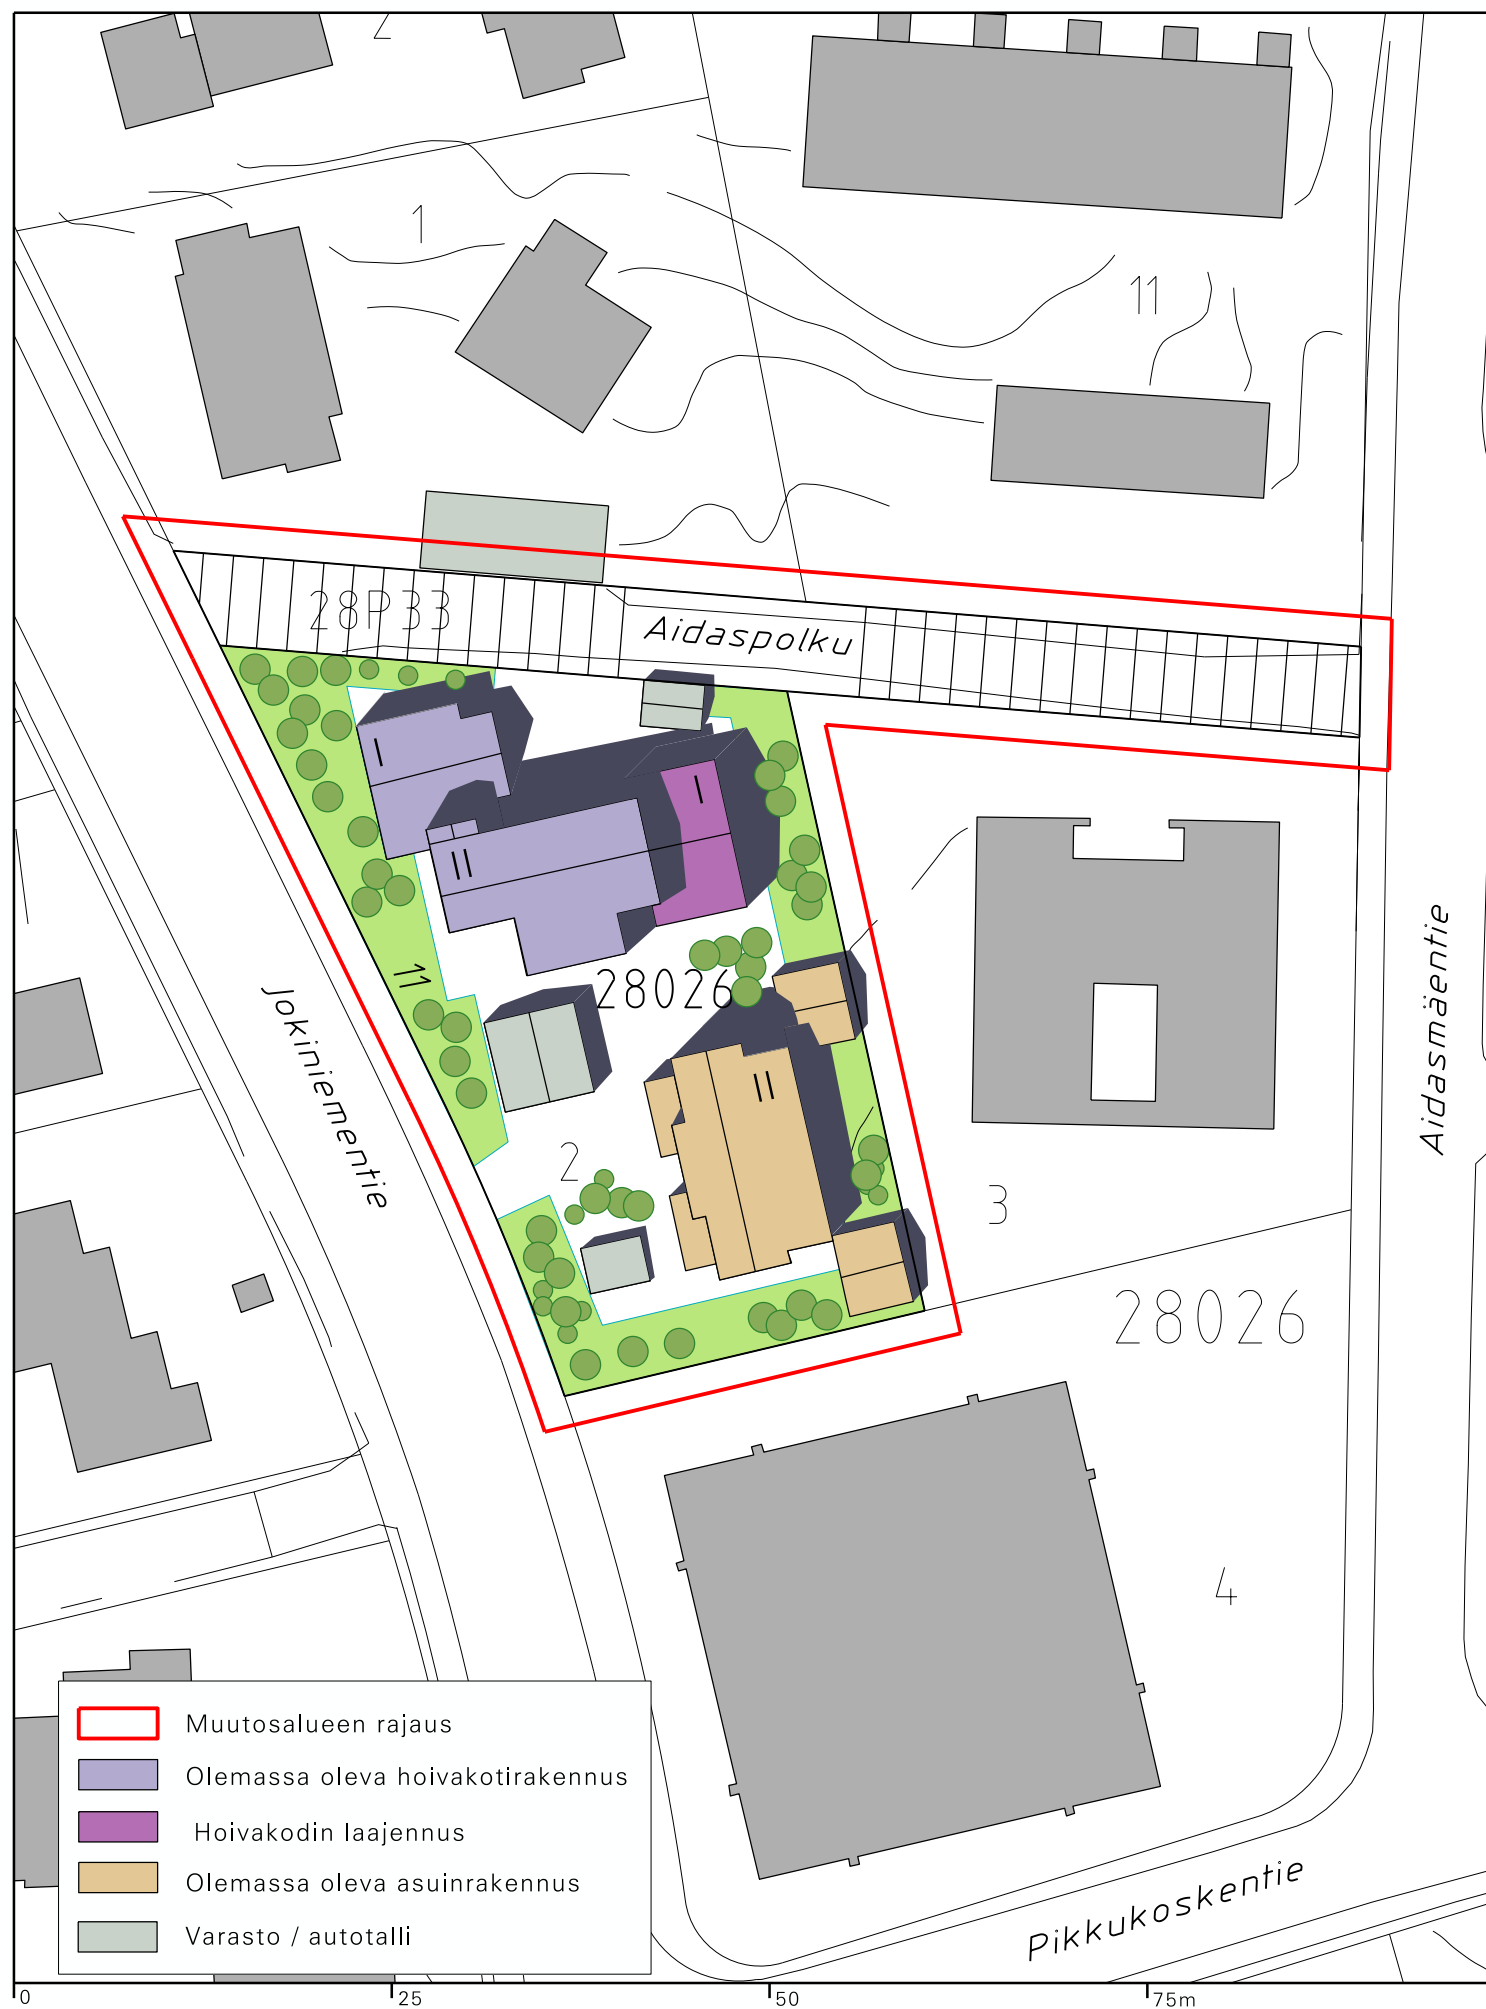 1
11
28P33
Aidaspolku
I
I
II
11
28026
Jokiniementie
Aidasmäentie
II
2
3
28026
4
Muutosalueen rajaus
Olemassa oleva hoivakotirakennus
Hoivakodin laajennus
Olemassa oleva asuinrakennus
Varasto / autotalli
Pikkukoskentie
0
25
50
75m